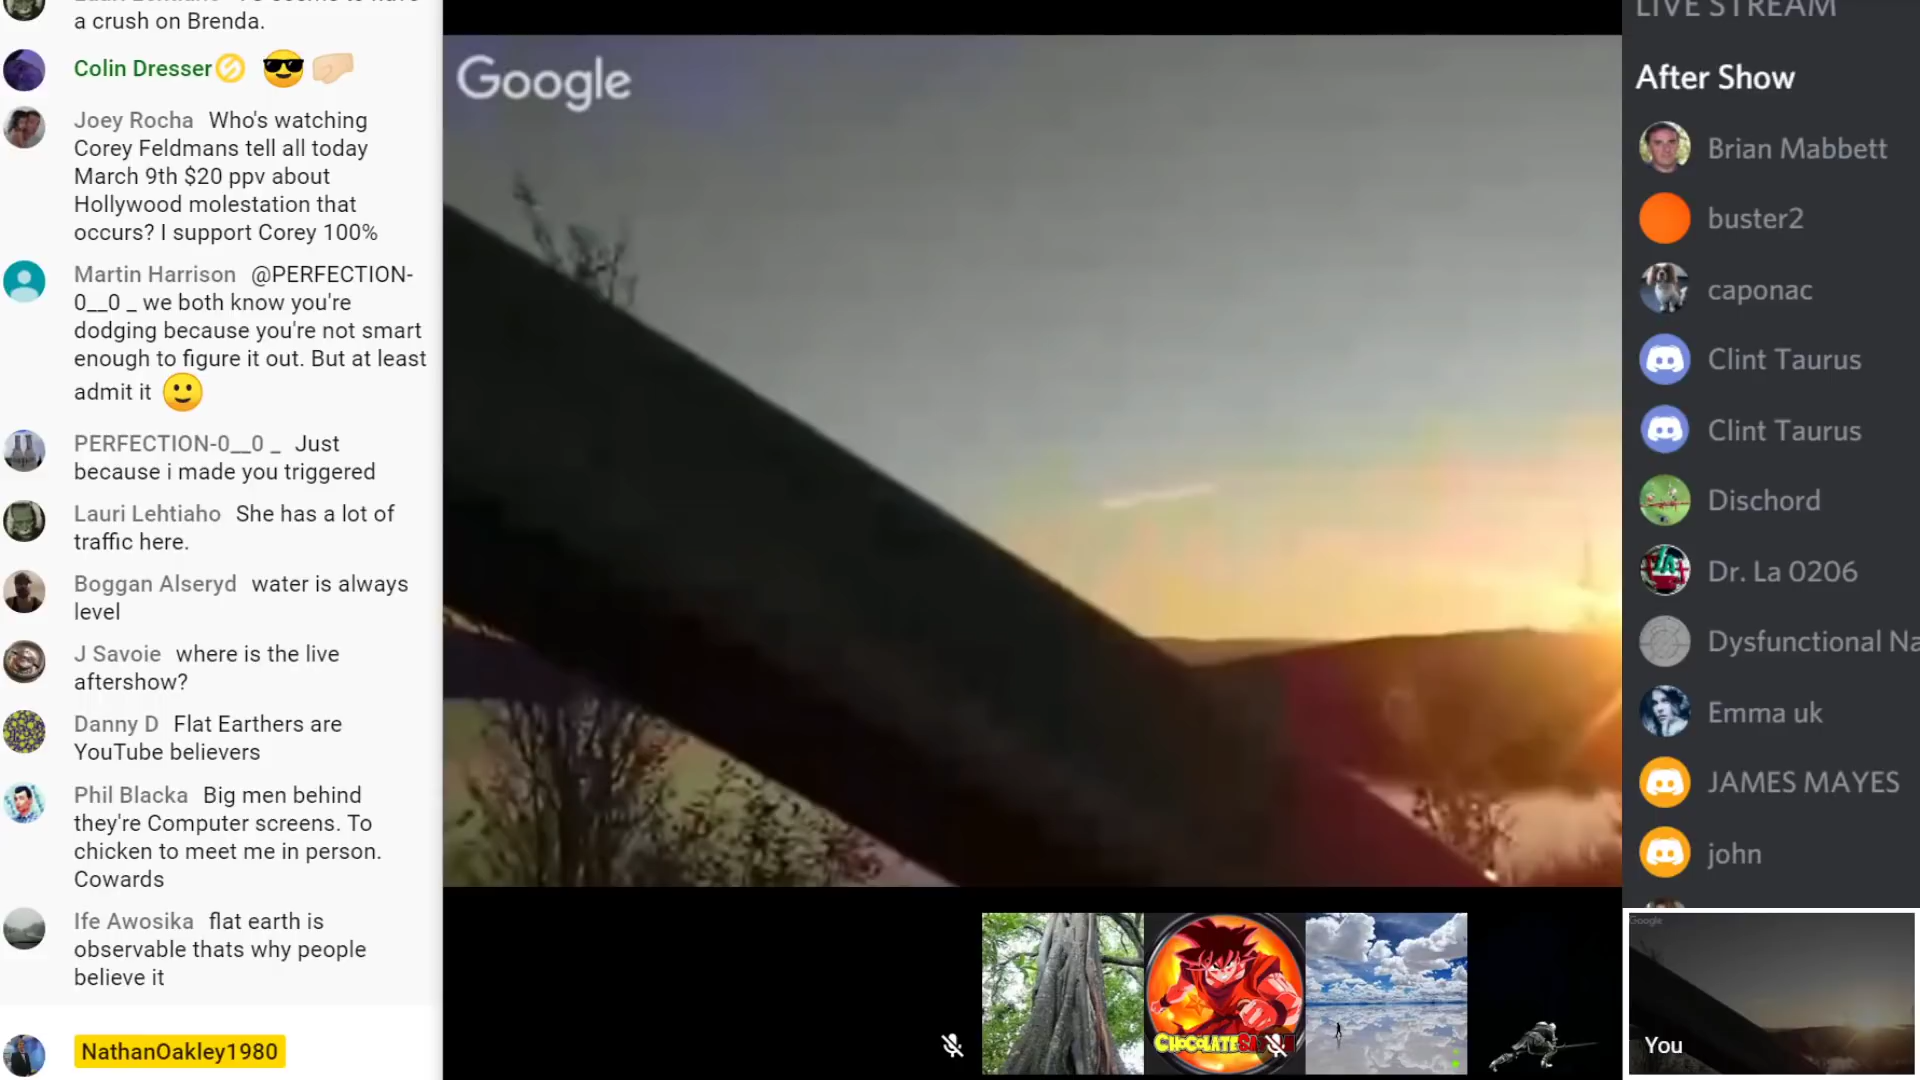 a crush on Brenda.
Colin Dresser
Joey Rocha Who's watching
Corey Feldmans tell all today
March 9th $20 ppv about
Hollywood molestation that
occurs? I support Corey 100%
Martin Harrison @PERFECTION-
0__0 _ we both know you're
dodging because you're not smart
enough to figure it out. But at least
admit it
PERFECTION-0__0 _ Just
because i made you triggered
Lauri Lehtiaho She has a lot of
traffic here.
Boggan Alseryd water is always
level
J Savoie where is the live
aftershow?
Danny D Flat Earthers are
YouTube believers
Phil Blacka Big men behind
they're Computer screens. To
chicken to meet me in person.
Cowards
Ife Awosika flat earth is
observable thats why people
believe it
NathanOakley1980
Google
LIVE STREAM
After Show
Brian Mabbett
buster2
caponac
Clint Taurus
Clint Taurus
Dischord
Dr. La 0206
Dysfunctional Na
Emma uk
JAMES MAYES
john
Google
You